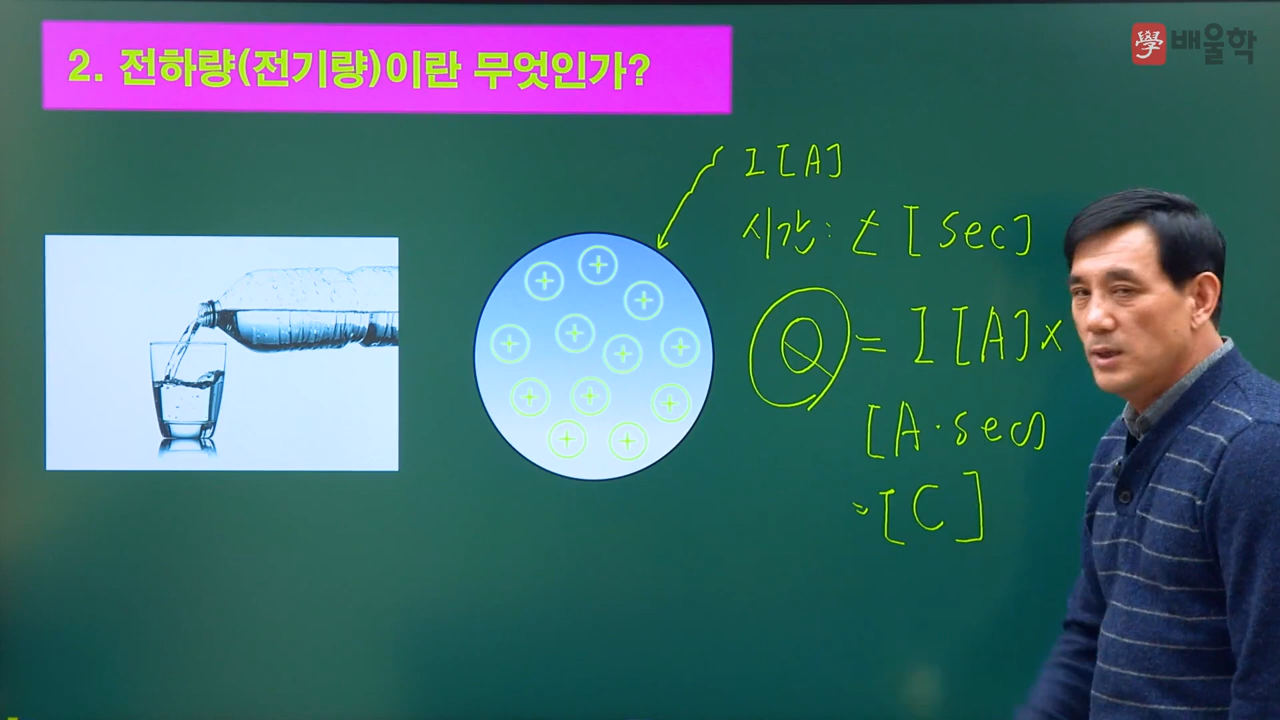 2. 전하량(전기량)이란 무엇인가?
學 배울학
I [A]
시간: t [sec]
Q = I [A] ×
[A·sec]
= [C]